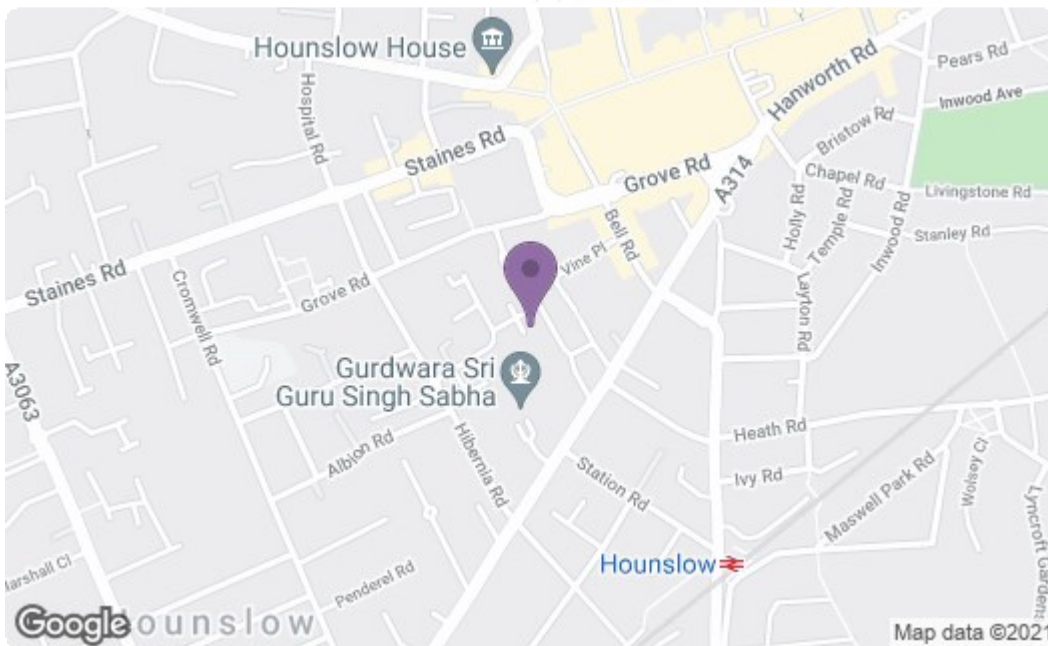 Hounslow House
Hanworth Rd
Pears Rd
Inwood Ave
Hospital Rd
Staines Rd
Bristow Rd
Grove Rd
A314
Chapel Rd
Livingstone Rd
Holly Rd
Temple Rd
Inwood Rd
Stanley Rd
Bell Rd
Vine Pl
Staines Rd
Grove Rd
Cromwell Rd
Layton Rd
A3063
Gurdwara Sri
Guru Singh Sabha
Albion Rd
Hibernia Rd
Heath Rd
Ivy Rd
Station Rd
Maswell Park Rd
Wolsey Cl
Lyncroft Gardens
Hounslow
Marshall Cl
Penderel Rd
Google
ounslow
Map data ©2021